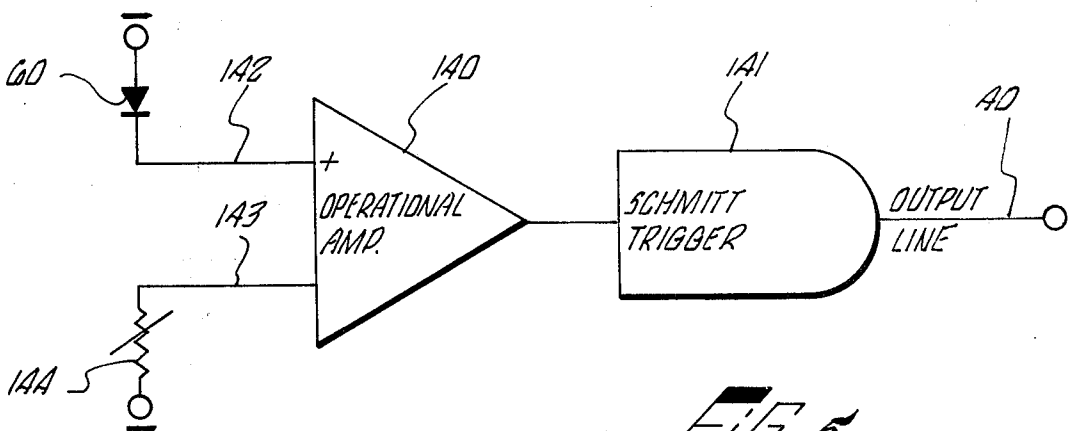 60
142
140
141
40
+
OPERATIONAL
AMP.
143
SCHMITT
TRIGGER
OUTPUT
LINE
144
FIG 5